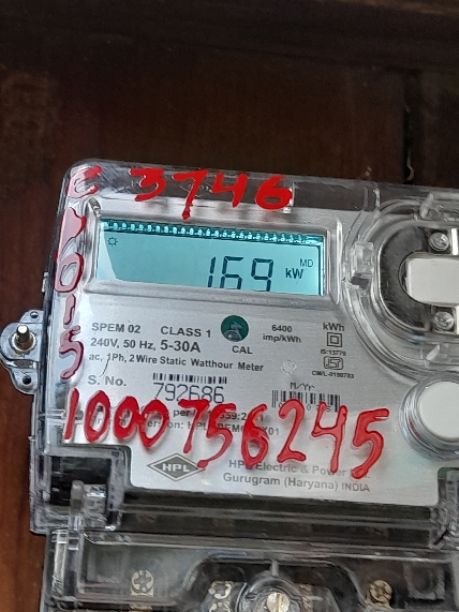 C 3746
Y015
MD
169 kW
SPEM 02 CLASS 1 6400 imp/kWh kWh
240V, 50 Hz, 5-30A CAL
ac, 1Ph, 2 Wire Static Watthour Meter
S. No. 792686
M/Yr
1000756245
HPL
HPL Electric & Power
Gurugram (Haryana) INDIA